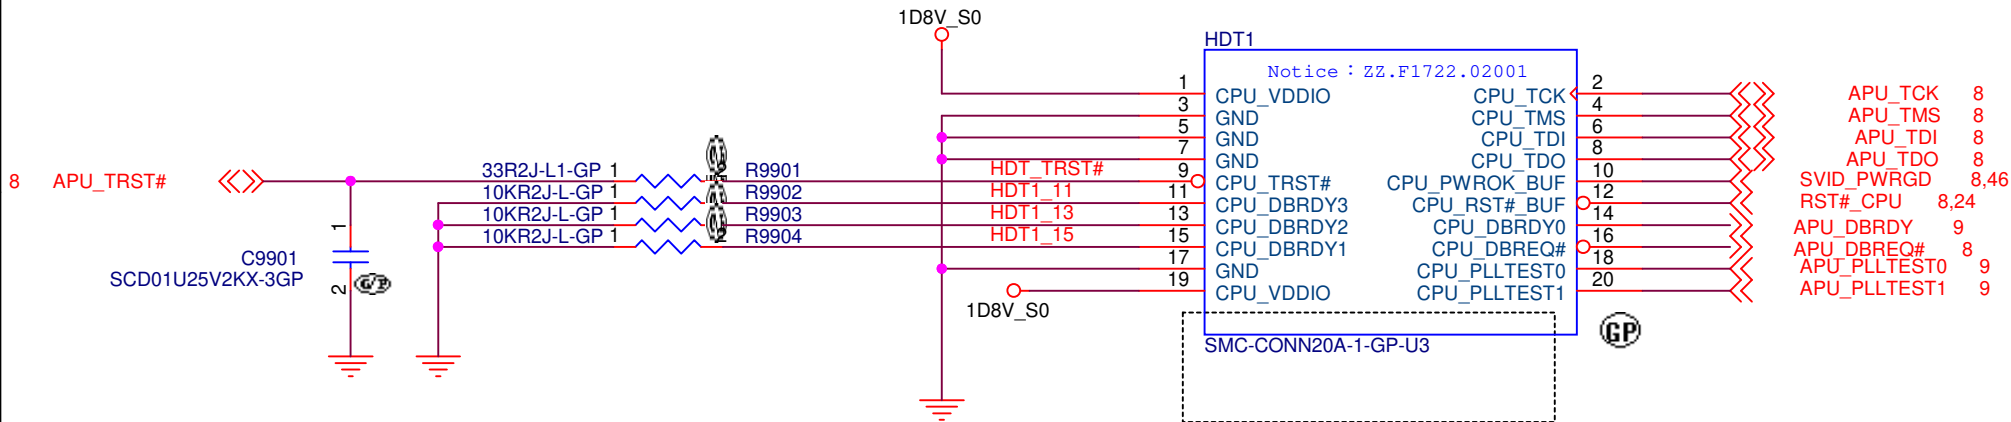 1D8V_S0
HDT1
Notice：ZZ.F1722.02001
1 CPU_VDDIO CPU_TCK 2 APU_TCK 8
3 GND CPU_TMS 4 APU_TMS 8
5 GND CPU_TDI 6 APU_TDI 8
7 GND CPU_TDO 8 APU_TDO 8
8 APU_TRST# 33R2J-L1-GP 1 R9901 HDT_TRST# 9 CPU_TRST# CPU_PWROK_BUF 10 SVID_PWRGD 8,46
10KR2J-L-GP 1 R9902 HDT1_11 11 CPU_DBRDY3 CPU_RST#_BUF 12 RST#_CPU 8,24
10KR2J-L-GP 1 R9903 HDT1_13 13 CPU_DBRDY2 CPU_DBRDY0 14 APU_DBRDY 9
10KR2J-L-GP 1 R9904 HDT1_15 15 CPU_DBRDY1 CPU_DBREQ# 16 APU_DBREQ# 8
17 GND CPU_PLLTEST0 18 APU_PLLTEST0 9
19 CPU_VDDIO CPU_PLLTEST1 20 APU_PLLTEST1 9
1
C9901
SCD01U25V2KX-3GP
2
1D8V_S0
SMC-CONN20A-1-GP-U3
GP